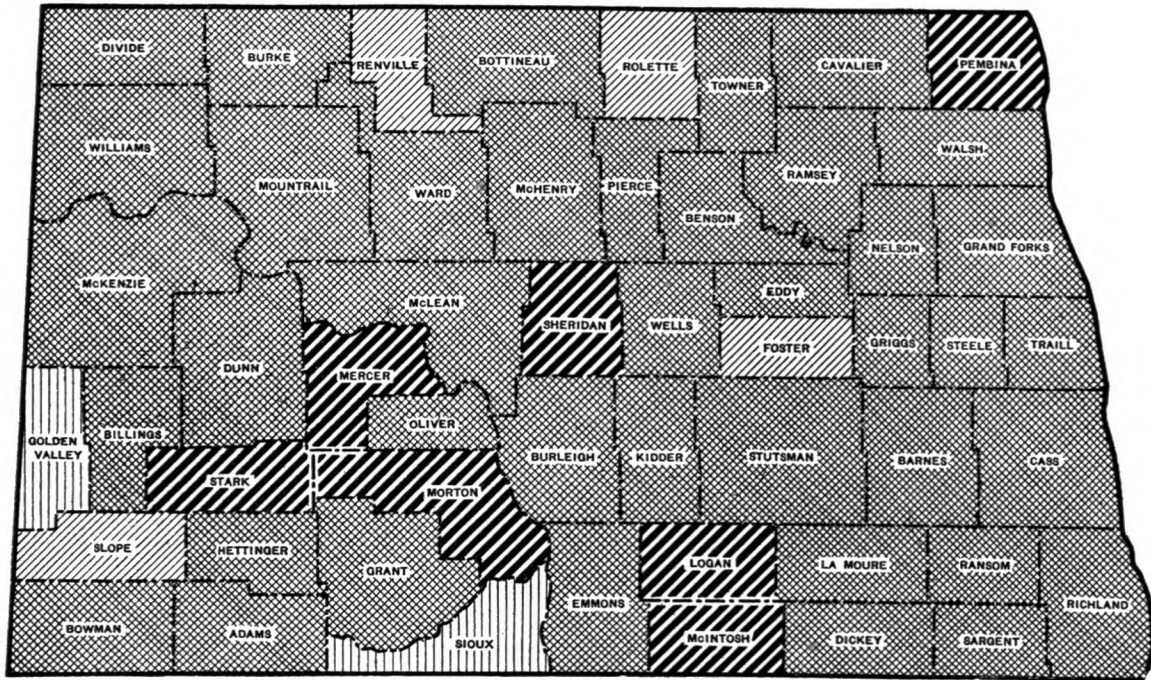 DIVIDE
BURKE
RENVILLE
BOTTINEAU
ROLETTE
TOWNER
CAVALIER
PEMBINA
WILLIAMS
MOUNTRAIL
WARD
McHENRY
PIERCE
BENSON
RAMSEY
WALSH
McKENZIE
DUNN
McLEAN
SHERIDAN
WELLS
EDDY
FOSTER
NELSON
GRAND FORKS
GRIGGS
STEELE
TRAILL
MERCER
OLIVER
GOLDEN
VALLEY
BILLINGS
STARK
MORTON
BURLEIGH
KIDDER
STUTSMAN
BARNES
CASS
SLOPE
HETTINGER
GRANT
SIOUX
EMMONS
LOGAN
LA MOURE
RANSOM
RICHLAND
BOWMAN
ADAMS
McINTOSH
DICKEY
SARGENT